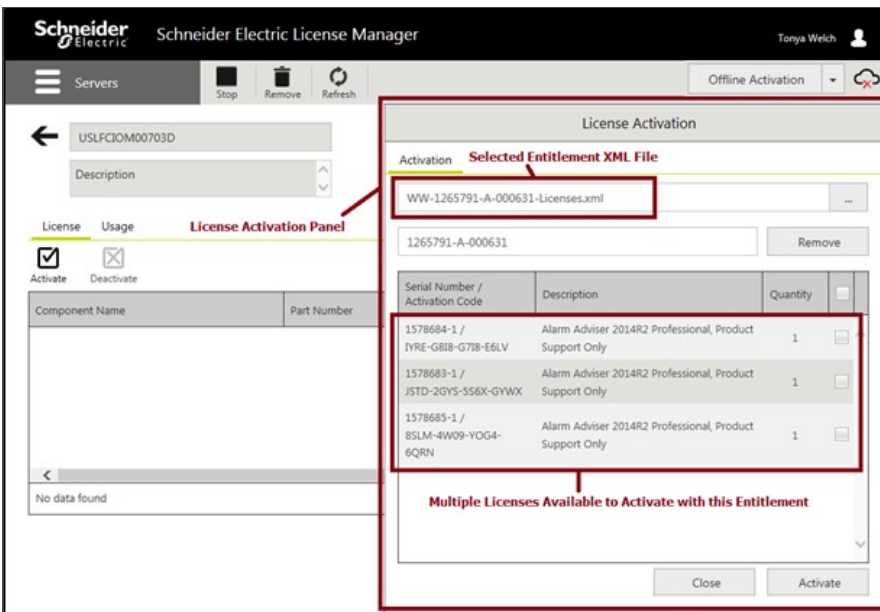 Schneider Electric
Schneider Electric License Manager
Tonya Welch
Servers
Stop
Remove
Refresh
Offline Activation
USLFCIOM00703D
Description
License
Usage
License Activation Panel
Activate
Deactivate
Component Name
Part Number
No data found
License Activation
Activation
Selected Entitlement XML File
WW-1265791-A-000631-Licenses.xml
...
1265791-A-000631
Remove
Serial Number /
Activation Code
Description
Quantity
1578684-1 /
IYRE-GBI8-G7I8-E6LV
Alarm Adviser 2014R2 Professional, Product
Support Only
1
1578683-1 /
JSTD-2GYS-5S6X-GYWX
Alarm Adviser 2014R2 Professional, Product
Support Only
1
1578685-1 /
8SLM-4W09-YOG4-
6QRN
Alarm Adviser 2014R2 Professional, Product
Support Only
1
Multiple Licenses Available to Activate with this Entitlement
Close
Activate